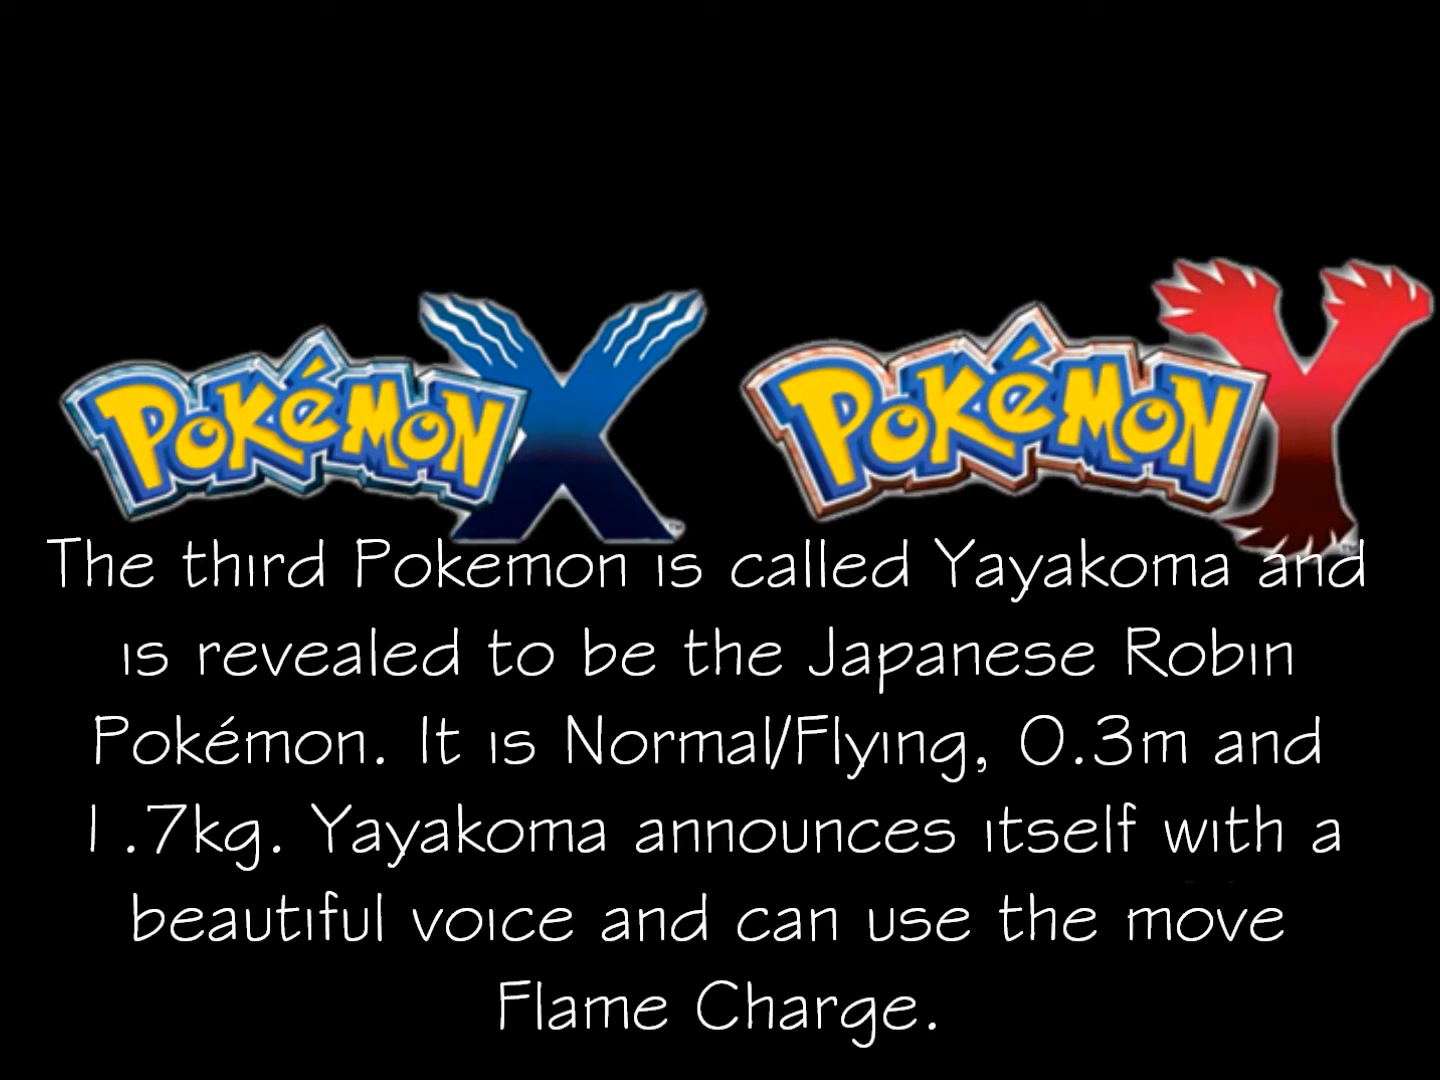 POKéMON X
POKéMON Y
The third Pokemon is called Yayakoma and
is revealed to be the Japanese Robin
Pokémon. It is Normal/Flying, 0.3m and
1.7kg. Yayakoma announces itself with a
beautiful voice and can use the move
Flame Charge.